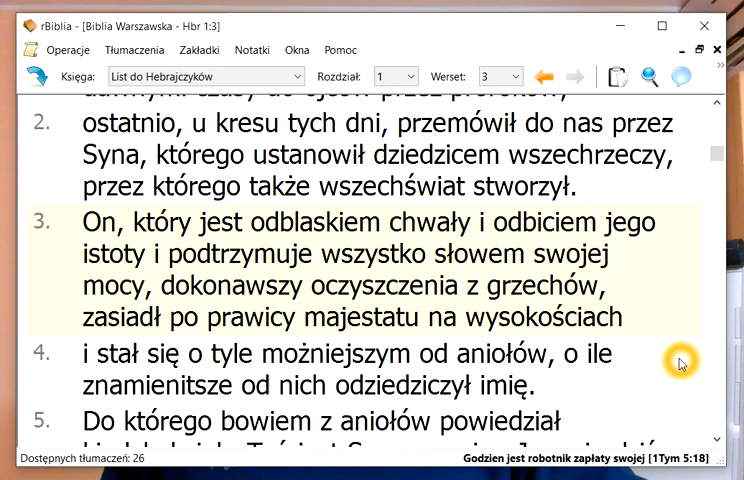 rBiblia - [Biblia Warszawska - Hbr 1:3]
Operacje Tłumaczenia Zakładki Notatki Okna Pomoc
Księga: List do Hebrajczyków Rozdział: 1 Werset: 3
2. ostatnio, u kresu tych dni, przemówił do nas przez
Syna, którego ustanowił dziedzicem wszechrzeczy,
przez którego także wszechświat stworzył.
3. On, który jest odblaskiem chwały i odbiciem jego
istoty i podtrzymuje wszystko słowem swojej
mocy, dokonawszy oczyszczenia z grzechów,
zasiadł po prawicy majestatu na wysokościach
4. i stał się o tyle możniejszym od aniołów, o ile
znamienitsze od nich odziedziczył imię.
5. Do którego bowiem z aniołów powiedział
Dostępnych tłumaczeń: 26 Godzien jest robotnik zapłaty swojej [1Tym 5:18]